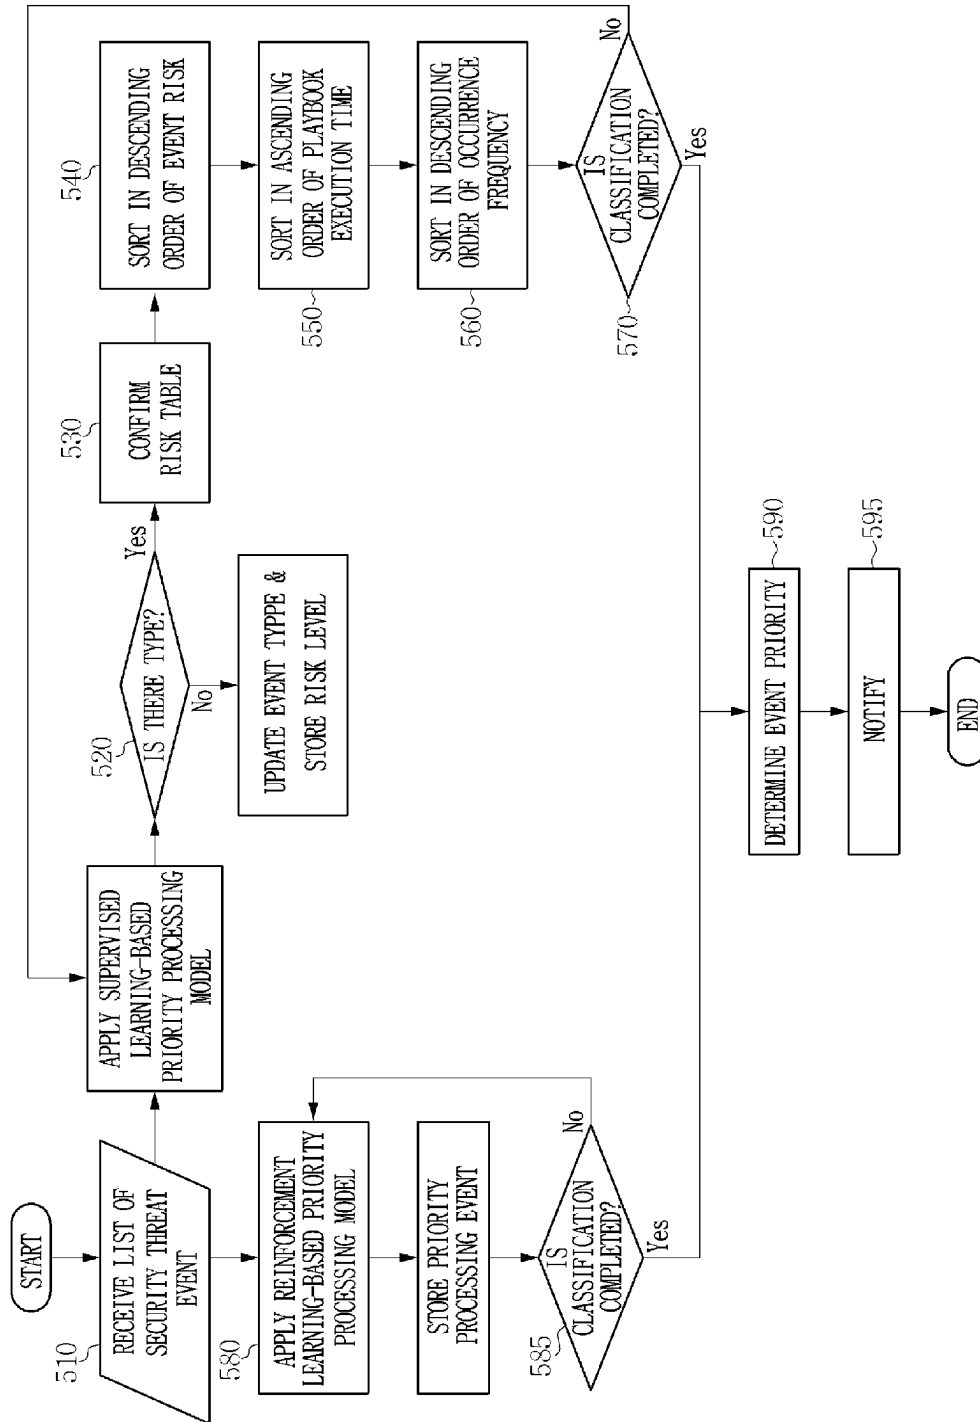 START
510
RECEIVE LIST OF
SECURITY THREAT
EVENT
APPLY SUPERVISED
LEARNING-BASED
PRIORITY PROCESSING
MODEL
520
IS THERE TYPE?
Yes
No
UPDATE EVENT TYPPE &
STORE RISK LEVEL
530
CONFIRM
RISK TABLE
540
SORT IN DESCENDING
ORDER OF EVENT RISK
550
SORT IN ASCENDING
ORDER OF PLAYBOOK
EXECUTION TIME
560
SORT IN DESCENDING
ORDER OF OCCURRENCE
FREQUENCY
570
IS
CLASSIFICATION
COMPLETED?
No
Yes
580
APPLY REINFORCEMENT
LEARNING-BASED PRIORITY
PROCESSING MODEL
STORE PRIORITY
PROCESSING EVENT
585
IS
CLASSIFICATION
COMPLETED?
No
Yes
590
DETERMINE EVENT PRIORITY
595
NOTIFY
END